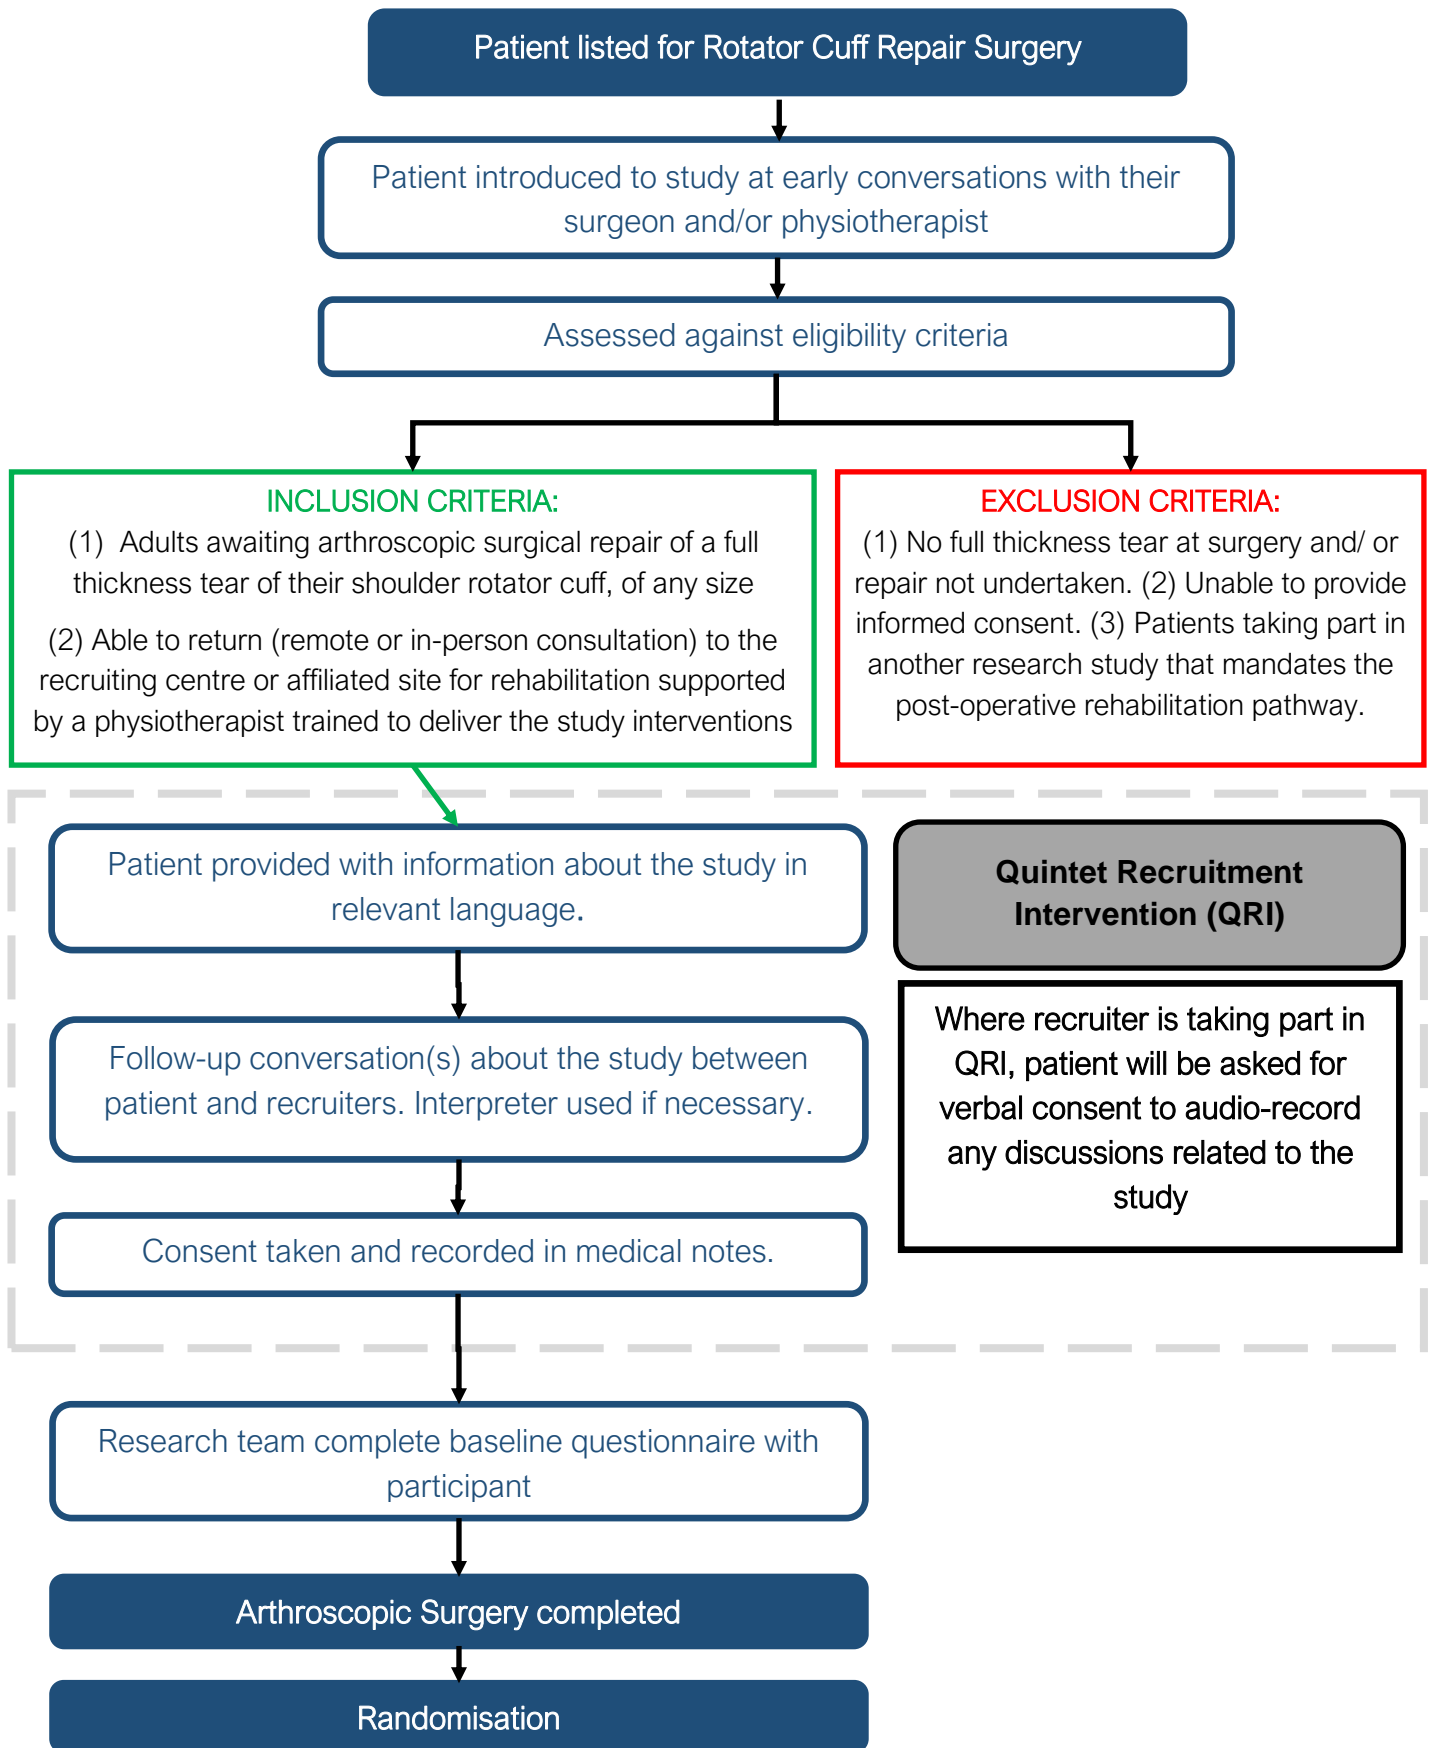 Patient listed for Rotator Cuff Repair Surgery
Patient introduced to study at early conversations with their
surgeon and/or physiotherapist
Assessed against eligibility criteria
INCLUSION CRITERIA:
(1) Adults awaiting arthroscopic surgical repair of a full
thickness tear of their shoulder rotator cuff, of any size
(2) Able to return (remote or in-person consultation) to the
recruiting centre or affiliated site for rehabilitation supported
by a physiotherapist trained to deliver the study interventions
EXCLUSION CRITERIA:
(1) No full thickness tear at surgery and/ or
repair not undertaken. (2) Unable to provide
informed consent. (3) Patients taking part in
another research study that mandates the
post-operative rehabilitation pathway.
Patient provided with information about the study in
relevant language.
Follow-up conversation(s) about the study between
patient and recruiters. Interpreter used if necessary.
Consent taken and recorded in medical notes.
Quintet Recruitment
Intervention (QRI)
Where recruiter is taking part in
QRI, patient will be asked for
verbal consent to audio-record
any discussions related to the
study
Research team complete baseline questionnaire with
participant
Arthroscopic Surgery completed
Randomisation